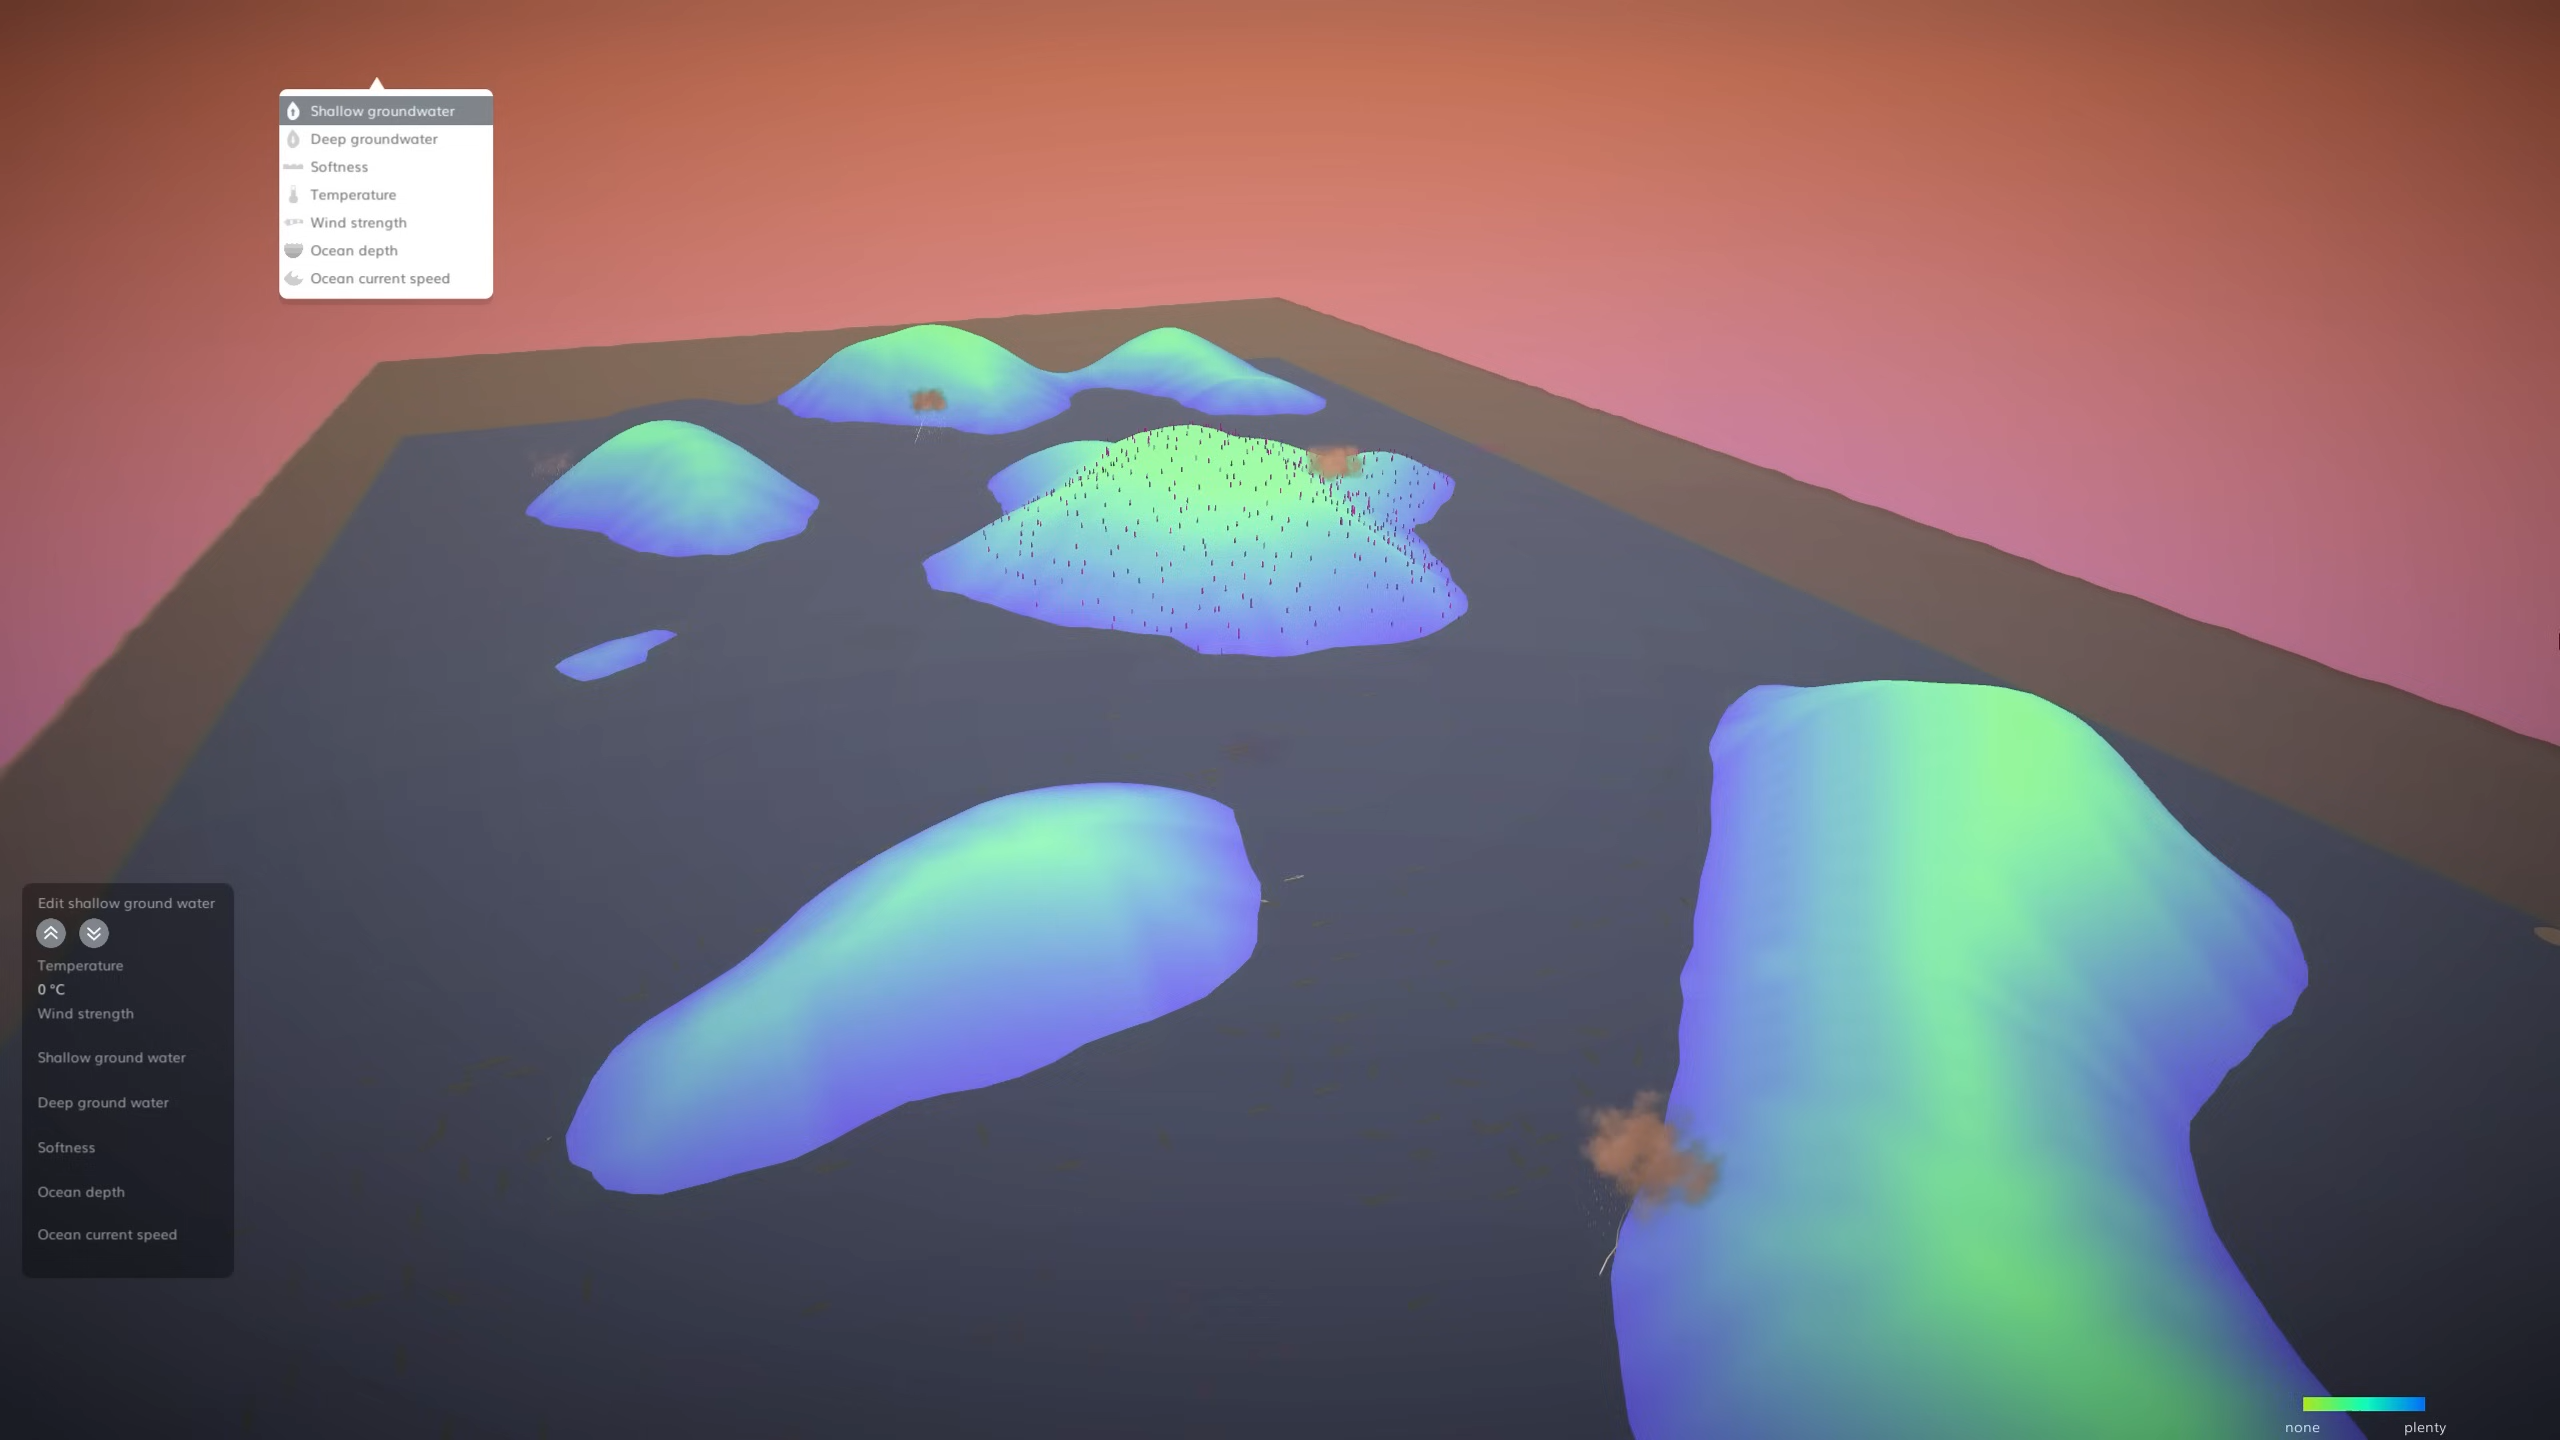 Shallow groundwater
Deep groundwater
Softness
Temperature
Wind strength
Ocean depth
Ocean current speed
Edit shallow ground water
Temperature
0 °C
Wind strength
Shallow ground water
Deep ground water
Softness
Ocean depth
Ocean current speed
none plenty